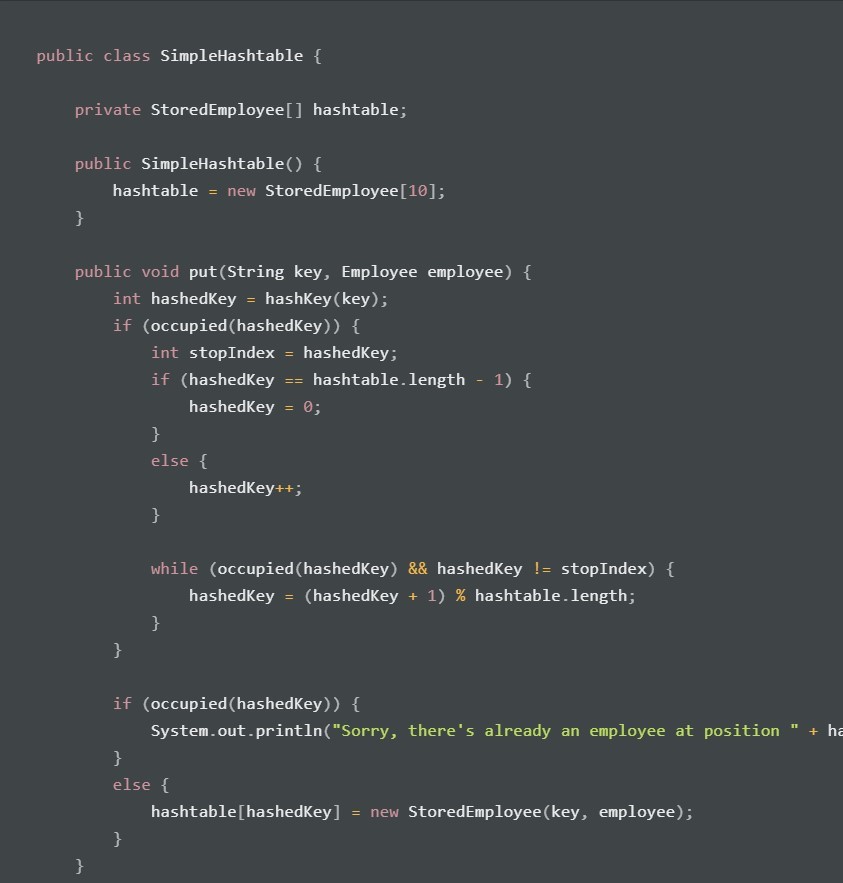 public class SimpleHashtable {
private StoredEmployee[] hashtable;
public SimpleHashtable() {
hashtable = new StoredEmployee[10];
}
public void put(String key, Employee employee) {
int hashedKey = hashKey(key);
if (occupied(hashedKey)) {
int stopIndex = hashedKey;
if (hashedKey == hashtable.length - 1) {
hashedKey = 0;
}
else {
hashedKey++;
}
while (occupied(hashedKey) && hashedKey != stopIndex) {
hashedKey = (hashedKey + 1) % hashtable.length;
}
}
if (occupied(hashedKey)) {
System.out.println("Sorry, there's already an employee at position " + ha
}
else {
hashtable[hashedKey] = new StoredEmployee(key, employee);
}
}